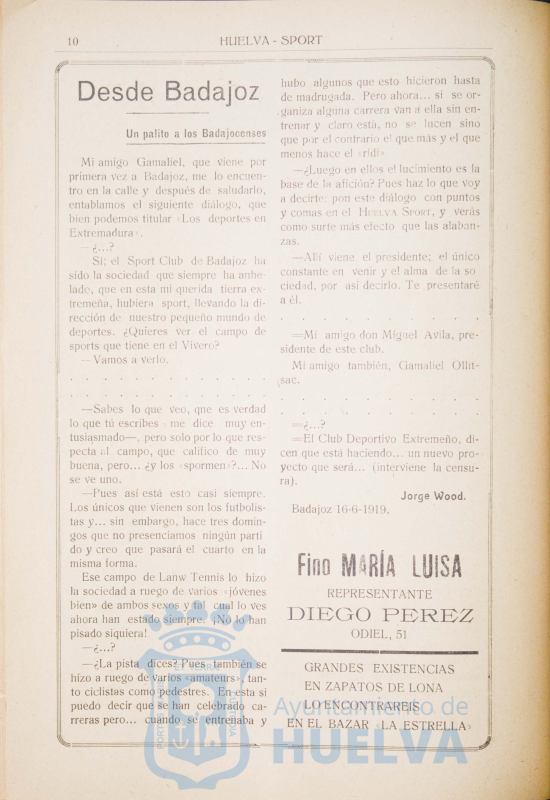 10
HUELVA - SPORT
Desde Badajoz
Un palito a los Badajocenses
Mi amigo Gamaliel, que viene por
primera vez a Badajoz, me lo encuen-
tro en la calle y después de saludarlo,
entablamos el siguiente diálogo, que
bien podemos titular «Los deportes en
Extremadura».
—¿...?
Sí; el Sport Club de Badajoz ha
sido la sociedad que siempre ha anhe-
lado, que en esta mi querida tierra ex-
tremeña, hubiera sport, llevando la di-
rección de nuestro pequeño mundo de
deportes. ¿Quieres ver el campo de
sports que tiene en el Vivero?
—Vamos a verlo.
. . . . . . . . . . . .
—Sabes lo que veo, que es verdad
lo que tú escribes - me dice muy en-
tusiasmado—, pero solo por lo que res-
pecta al campo, que califico de muy
buena, pero... ¿y los «spormen»?... No
se ve uno.
—Pues así está esto casi siempre.
Los únicos que vienen son los futbolis-
tas y... sin embargo, hace tres domin-
gos que no presenciamos ningún parti
do y creo que pasará el cuarto en la
misma forma.
Ese campo de Lanw Tennis lo hizo
la sociedad a ruego de varios «jóvenes
bien» de ambos sexos y tal cual lo ves
ahora han estado siempre. ¡No lo han
pisado siquiera!
—¿...?
—¿La pista dices? Pues también se
hizo a ruego de varios «amateurs» tan-
to ciclistas como pedestres. En esta si
puedo decir que se han celebrado ca-
rreras pero... cuando se entrenaba y
hubo algunos que esto hicieron hasta
de madrugada. Pero ahora... si se or-
ganiza alguna carrera van a ella sin en-
trenar y claro está, no se lucen sino
que por el contrario el que más y el que
menos hace el «ridi»
—¿Luego en ellos el lucimiento es la
base de la afición? Pues haz lo que voy
a decirte: pon este diálogo con puntos
y comas en el HUELVA SPORT, y verás
como surte más efecto que las alaban-
zas.
—Allí viene el presidente; el único
constante en venir y el alma de la so
ciedad, por así decirlo. Te presentaré
a él.
. . . . . . . . . . . .
=Mi amigo don Miguel Avila, pre-
sidente de este club.
Mi amigo también, Gamaliel Ollit-
sac.
. . . . . . . . . . . .
=¿...?
=El Club Deportivo Extremeño, di-
cen que está haciendo... un nuevo pro-
yecto que será... (interviene la censu-
ra).
Jorge Wood.
Badajoz 16-6-1919.
Fino MARÍA LUISA
REPRESENTANTE
DIEGO PEREZ
ODIEL, 51
GRANDES EXISTENCIAS
EN ZAPATOS DE LONA
LO ENCONTRAREIS
EN EL BAZAR «LA ESTRELLA»
Ayuntamiento de
HUELVA